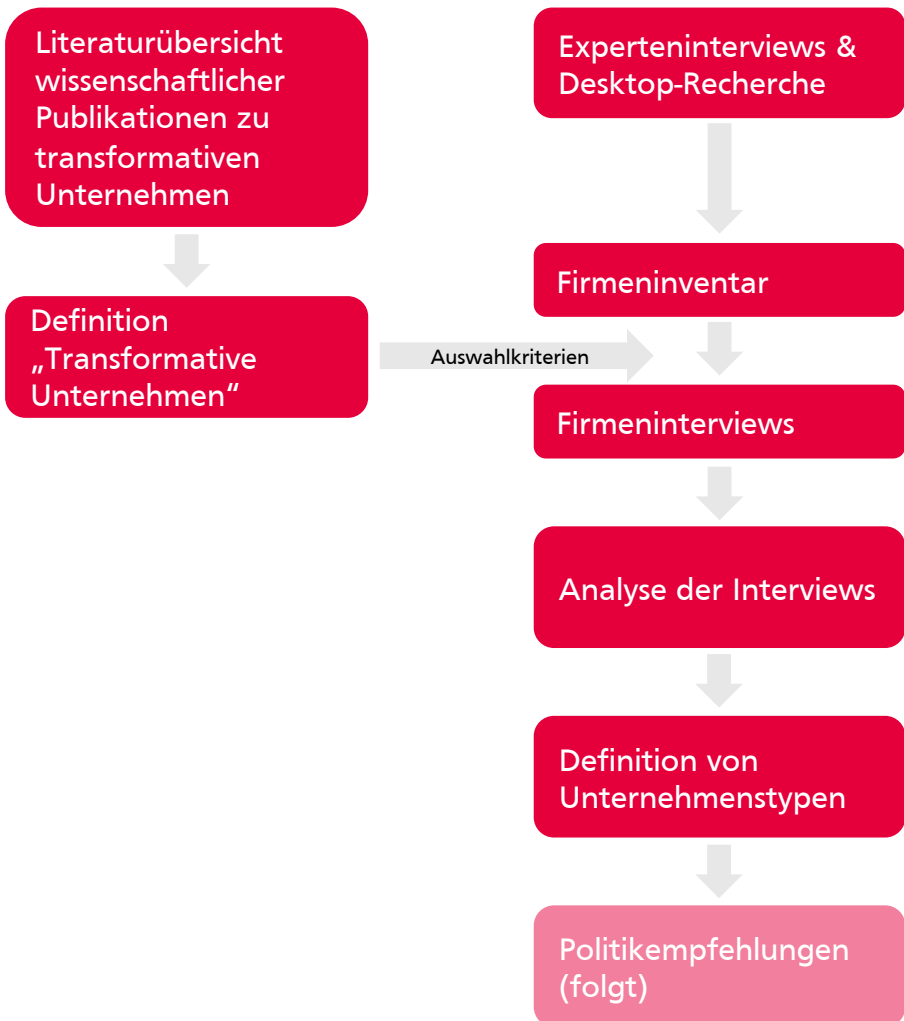 Literaturübersicht
wissenschaftlicher
Publikationen zu
transformativen
Unternehmen
Definition
„Transformative
Unternehmen“
Auswahlkriterien
Experteninterviews &
Desktop-Recherche
Firmeninventar
Firmeninterviews
Analyse der Interviews
Definition von
Unternehmenstypen
Politikempfehlungen
(folgt)